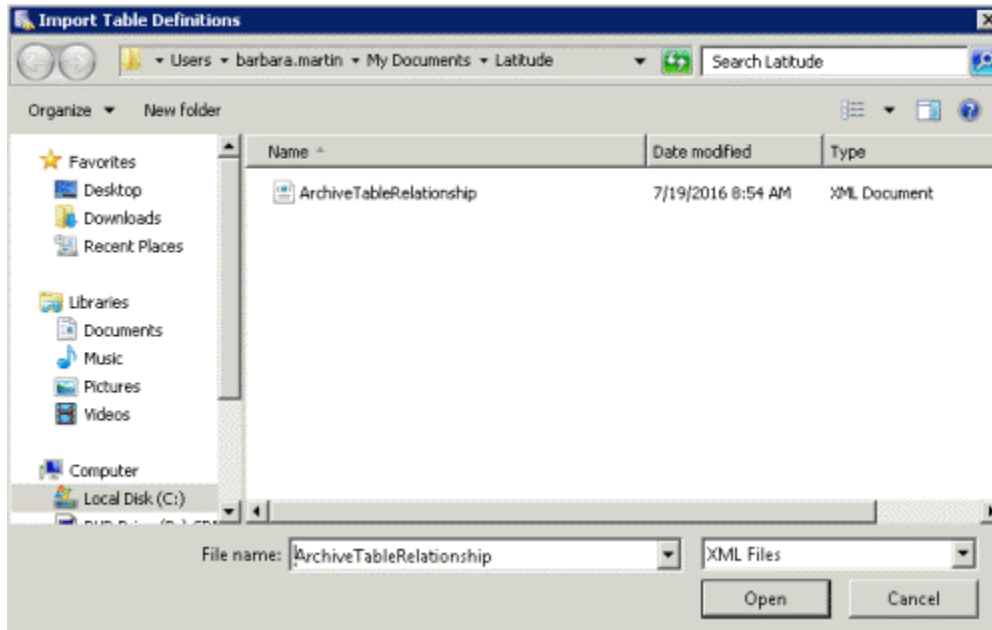 Import Table Definitions
Users barbara.martin My Documents Latitude Search Latitude
Organize New folder
Name Date modified Type
Favorites
ArchiveTableRelationship 7/19/2016 8:54 AM XML Document
Desktop
Downloads
Recent Places
Libraries
Documents
Music
Pictures
Videos
Computer
Local Disk (C:)
File name: ArchiveTableRelationship XML Files
Open Cancel